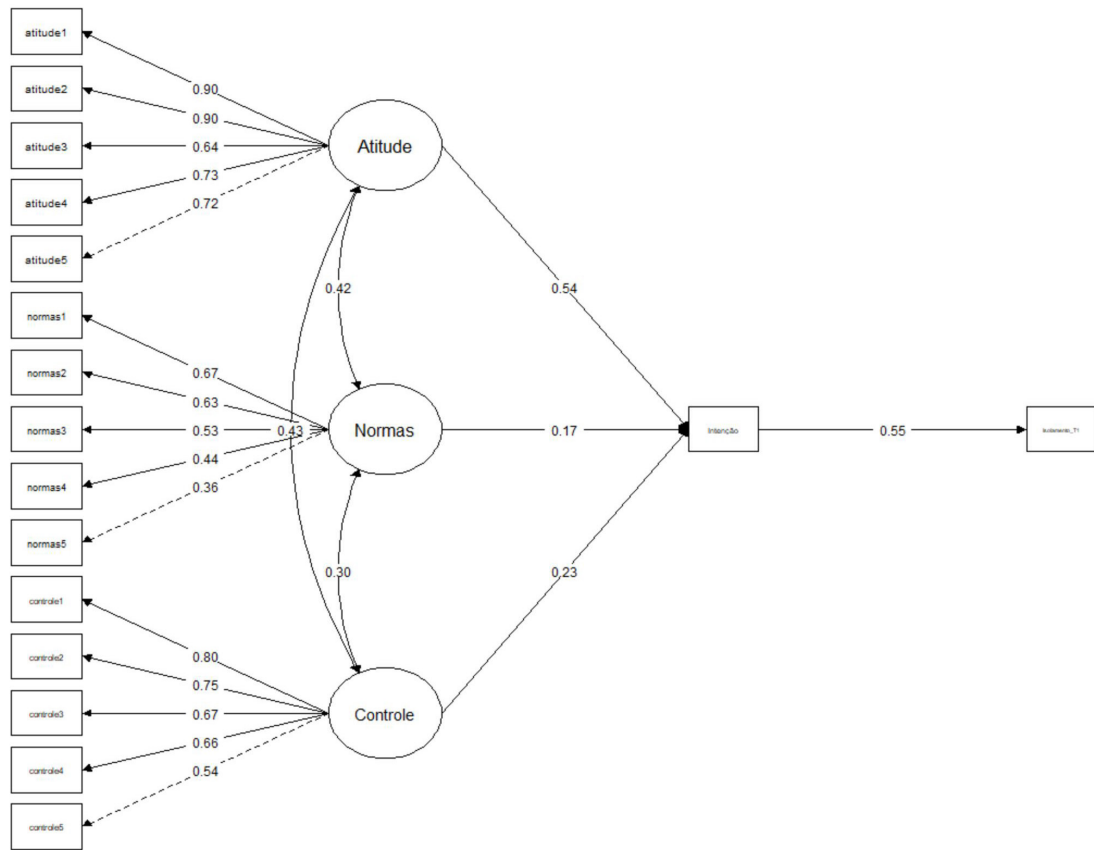 atitude1
0.90
atitude2
0.90
Atitude
atitude3
0.64
atitude4
0.73
0.72
atitude5
0.42
0.54
normas1
0.67
normas2
0.63
normas3
0.53
0.43
Normas
0.17
Intenção
0.55
Isolamento_T1
0.44
normas4
0.36
normas5
0.30
0.23
controle1
0.80
controle2
0.75
controle3
0.67
Controle
0.66
controle4
0.54
controle5